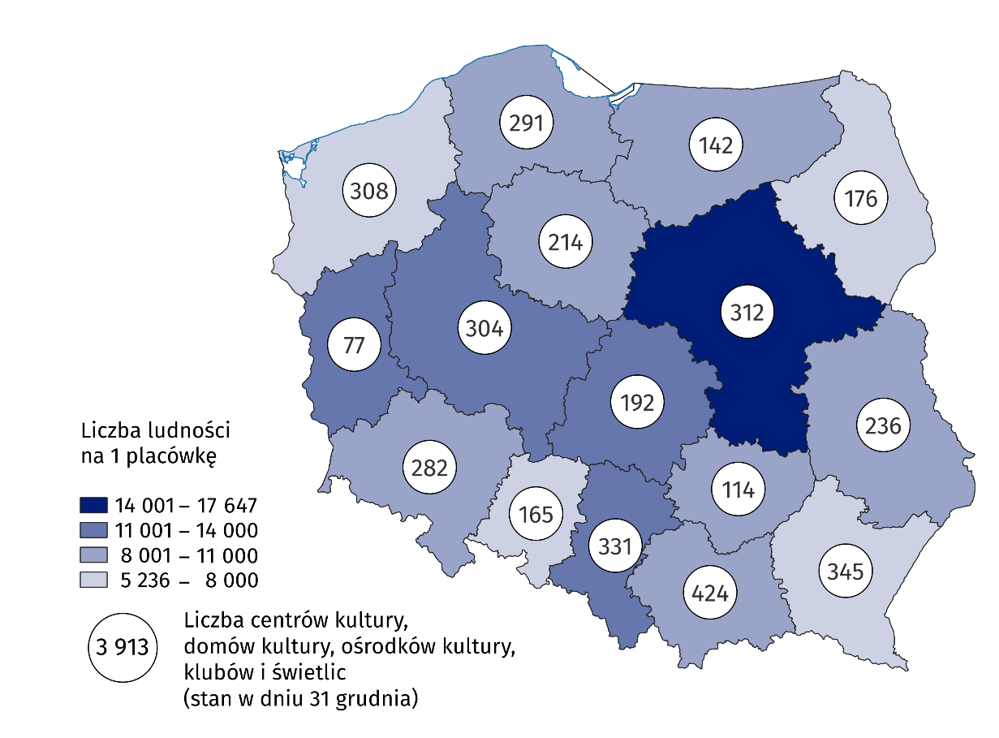 291
142
308
176
214
312
304
77
192
236
282
114
165
331
345
424
Liczba ludności
na 1 placówkę
14 001 – 17 647
11 001 – 14 000
8 001 – 11 000
5 236 – 8 000
3 913
Liczba centrów kultury,
domów kultury, ośrodków kultury,
klubów i świetlic
(stan w dniu 31 grudnia)